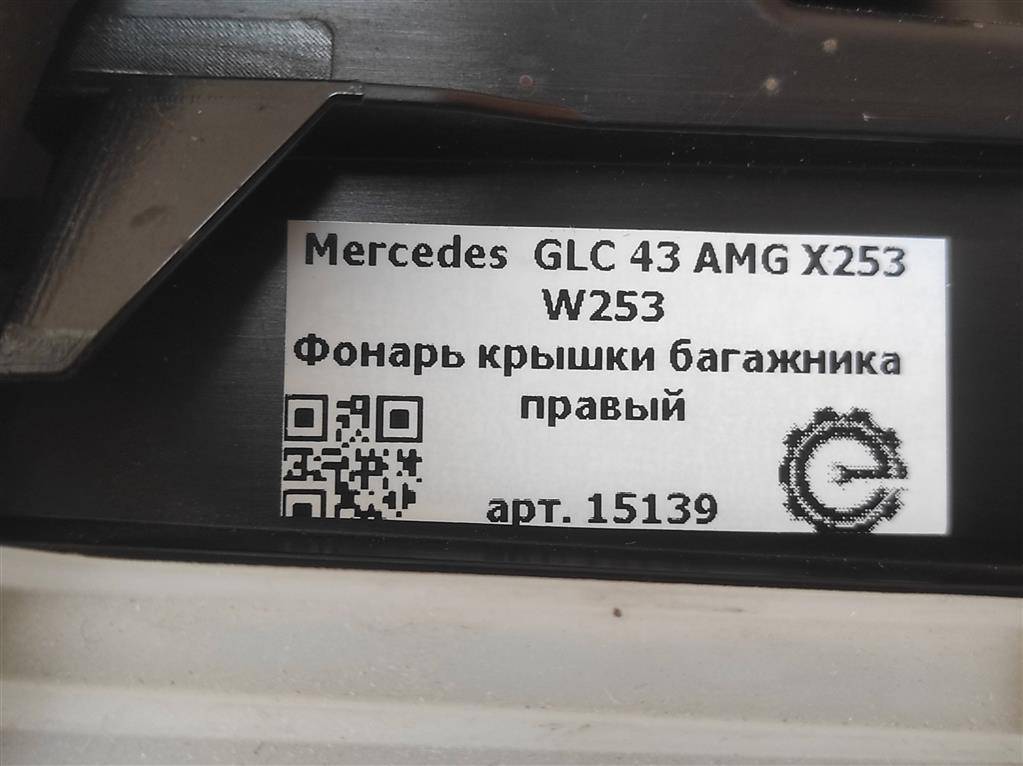 Mercedes GLC 43 AMG X253
W253
Фонарь крышки багажника
правый
арт. 15139